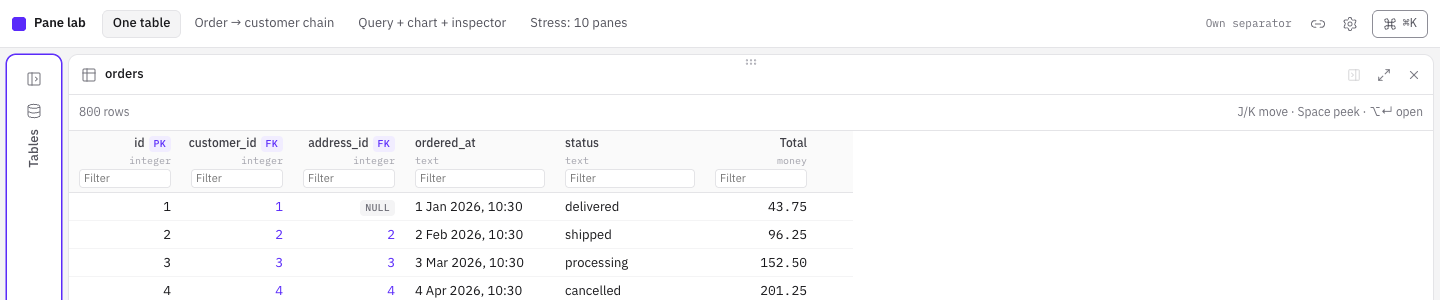 Pane lab One table Order → customer chain Query + chart + inspector Stress: 10 panes Own separator ⌘ ⌘K
orders
800 rows J/K move · Space peek · ⌥↵ open
Tables
id PK customer_id FK address_id FK ordered_at status Total
integer integer integer text text money
Filter Filter Filter Filter Filter Filter
1 1 NULL 1 Jan 2026, 10:30 delivered 43.75
2 2 2 2 Feb 2026, 10:30 shipped 96.25
3 3 3 3 Mar 2026, 10:30 processing 152.50
4 4 4 4 Apr 2026, 10:30 cancelled 201.25